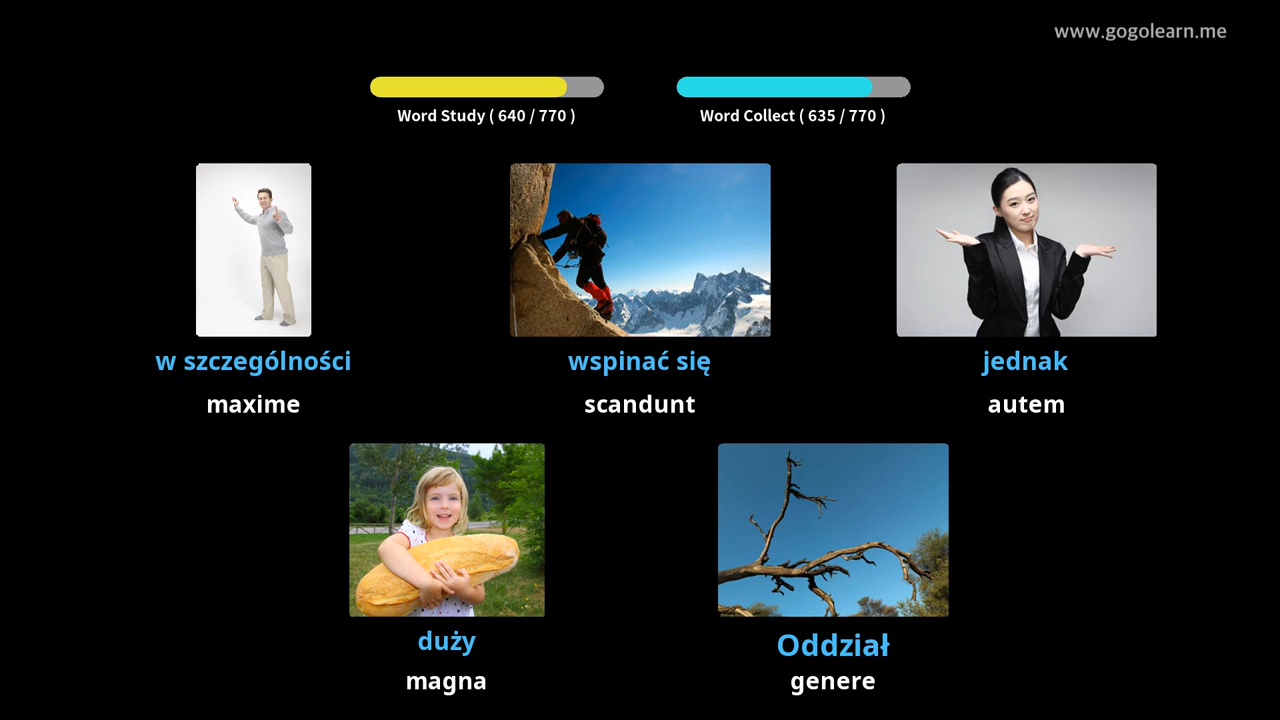 www.gogolearn.me
Word Study ( 640 / 770 )
Word Collect ( 635 / 770 )
w szczególności
wspinać się
jednak
maxime
scandunt
autem
duży
Oddział
magna
genere